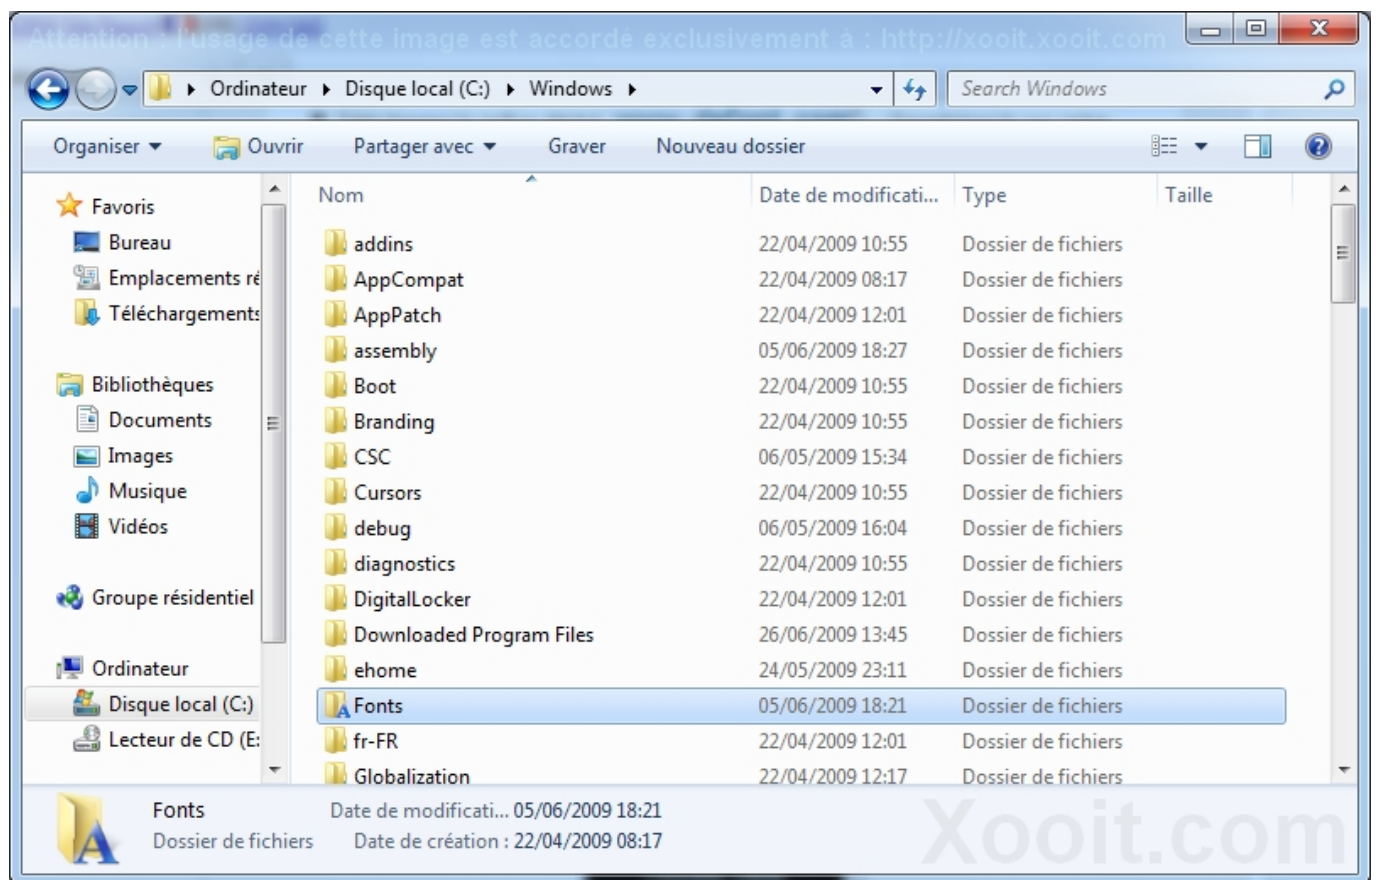 Attention : l'usage de cette image est accordé exclusivement à : http://xooit.xooit.com
Ordinateur Disque local (C:) Windows
Search Windows
Organiser Ouvrir Partager avec Graver Nouveau dossier
Favoris
Bureau
Emplacements ré
Téléchargements
Bibliothèques
Documents
Images
Musique
Vidéos
Groupe résidentiel
Ordinateur
Disque local (C:)
Lecteur de CD (E:
Nom Date de modificati... Type Taille
addins 22/04/2009 10:55 Dossier de fichiers
AppCompat 22/04/2009 08:17 Dossier de fichiers
AppPatch 22/04/2009 12:01 Dossier de fichiers
assembly 05/06/2009 18:27 Dossier de fichiers
Boot 22/04/2009 10:55 Dossier de fichiers
Branding 22/04/2009 10:55 Dossier de fichiers
CSC 06/05/2009 15:34 Dossier de fichiers
Cursors 22/04/2009 10:55 Dossier de fichiers
debug 06/05/2009 16:04 Dossier de fichiers
diagnostics 22/04/2009 10:55 Dossier de fichiers
DigitalLocker 22/04/2009 12:01 Dossier de fichiers
Downloaded Program Files 26/06/2009 13:45 Dossier de fichiers
ehome 24/05/2009 23:11 Dossier de fichiers
Fonts 05/06/2009 18:21 Dossier de fichiers
fr-FR 22/04/2009 12:01 Dossier de fichiers
Globalization 22/04/2009 12:17 Dossier de fichiers
Fonts Date de modificati... 05/06/2009 18:21
Dossier de fichiers Date de création : 22/04/2009 08:17
Xooit.com